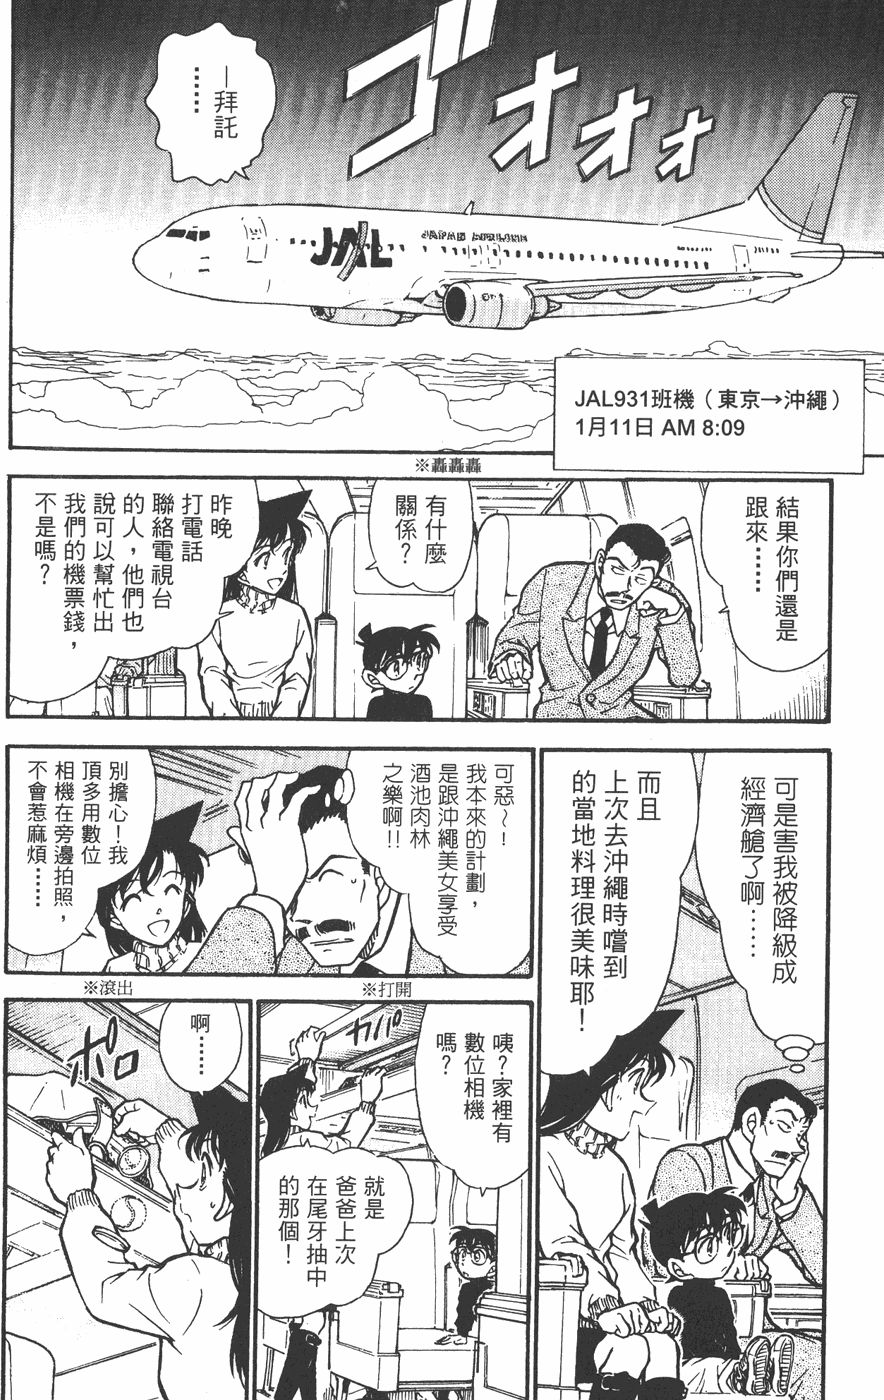 ゴォォォ
—拜託
……
JAL
JAPAN AIRLINES
JAL931班機（東京→沖繩）
1月11日 AM 8:09
※轟轟轟
結果你們還是
跟來……
有什麼
關係？
昨晚
打電話
聯絡電視台
的人，他們也
說可以幫忙出
我們的機票錢，
不是嗎？
可是害我被降級成
經濟艙了啊……
而且
上次去沖繩時嚐到
的當地料理很美味耶！
可惡～！
我本來的計劃，
是跟沖繩美女享受
酒池肉林
之樂啊!!
別擔心！我
頂多用數位
相機在旁邊拍照，
不會惹麻煩……
※打開
咦？家裡有
數位相機
嗎？
ガパパ
就是
爸爸上次
在尾牙抽中
的那個！
※滾出
啊……
ポロ